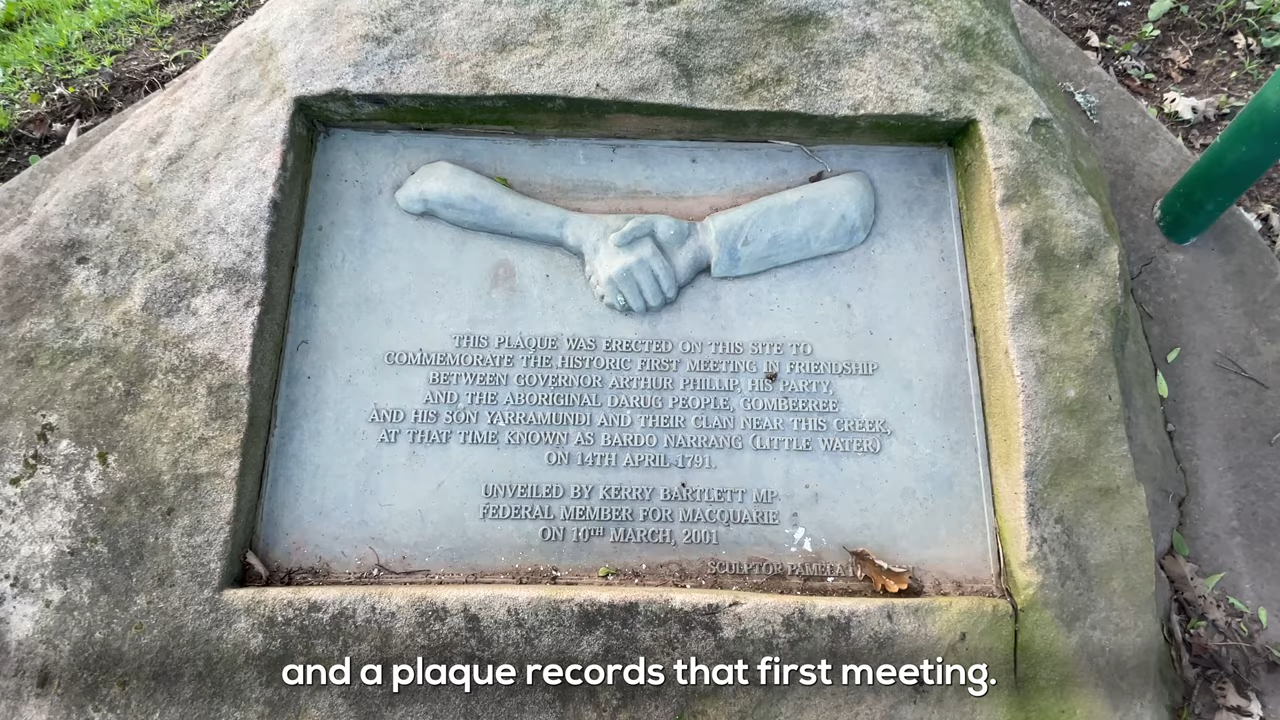 THIS PLAQUE WAS ERECTED ON THIS SITE TO
COMMEMORATE THE HISTORIC FIRST MEETING IN FRIENDSHIP
BETWEEN GOVERNOR ARTHUR PHILLIP, HIS PARTY,
AND THE ABORIGINAL DARUG PEOPLE, GOMBEEREE
AND HIS SON YARRAMUNDI AND THEIR CLAN NEAR THIS CREEK,
AT THAT TIME KNOWN AS BARDO NARRANG (LITTLE WATER)
ON 14TH APRIL 1791.
UNVEILED BY KERRY BARTLETT MP
FEDERAL MEMBER FOR MACQUARIE
ON 10TH MARCH, 2001
SCULPTOR PAMELA
and a plaque records that first meeting.